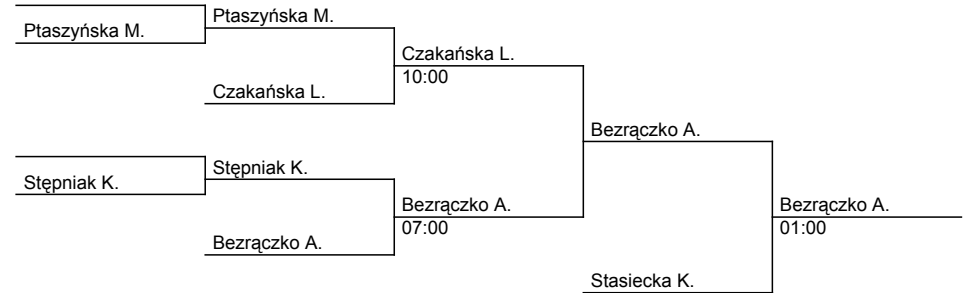 Ptaszyńska M.
Ptaszyńska M.
Czakańska L.
10:00
Czakańska L.
Bezrączko A.
Stępniak K.
Stępniak K.
Bezrączko A.
07:00
Bezrączko A.
Bezrączko A.
01:00
Stasiecka K.